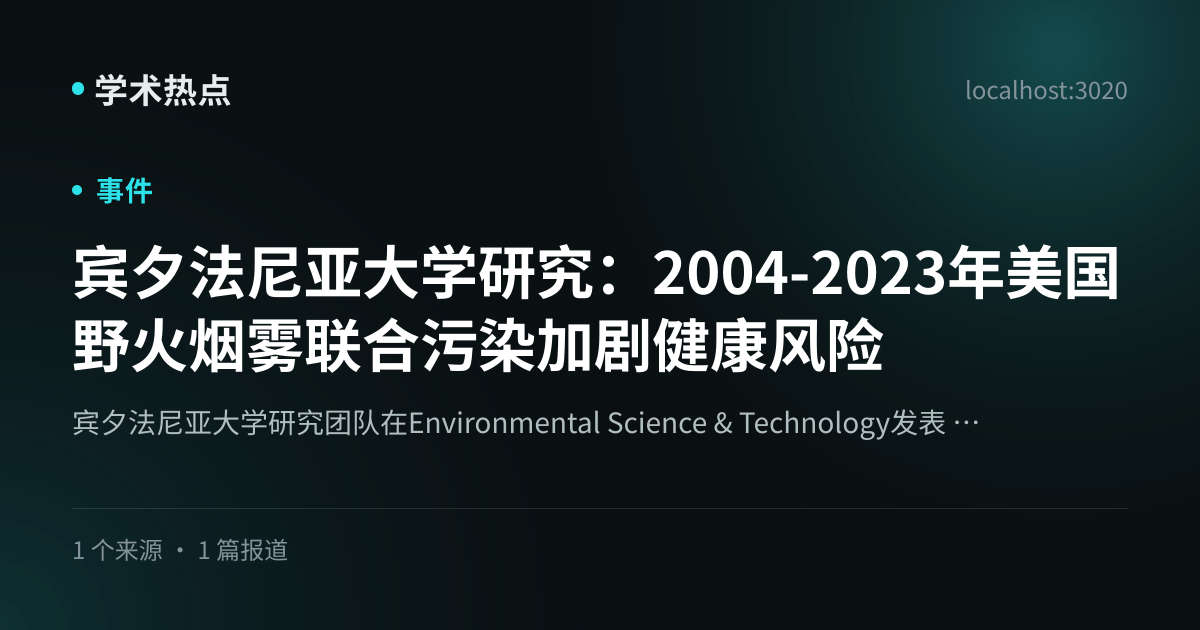 学术热点
localhost:3020
事件
宾夕法尼亚大学研究：2004-2023年美国
野火烟雾联合污染加剧健康风险
宾夕法尼亚大学研究团队在Environmental Science & Technology发表 …
1 个来源 · 1 篇报道